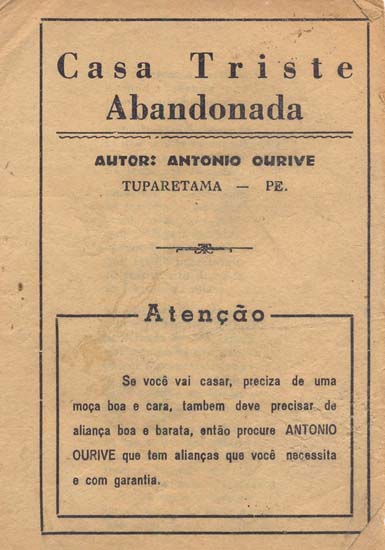 Casa Triste
Abandonada
AUTOR: ANTONIO OURIVE
TUPARETAMA — PE.
Atenção
Se você vai casar, preciza de uma
moça boa e cara, tambem deve precisar de
aliança boa e barata, então procure ANTONIO
OURIVE que tem alianças que você necessita
e com garantia.